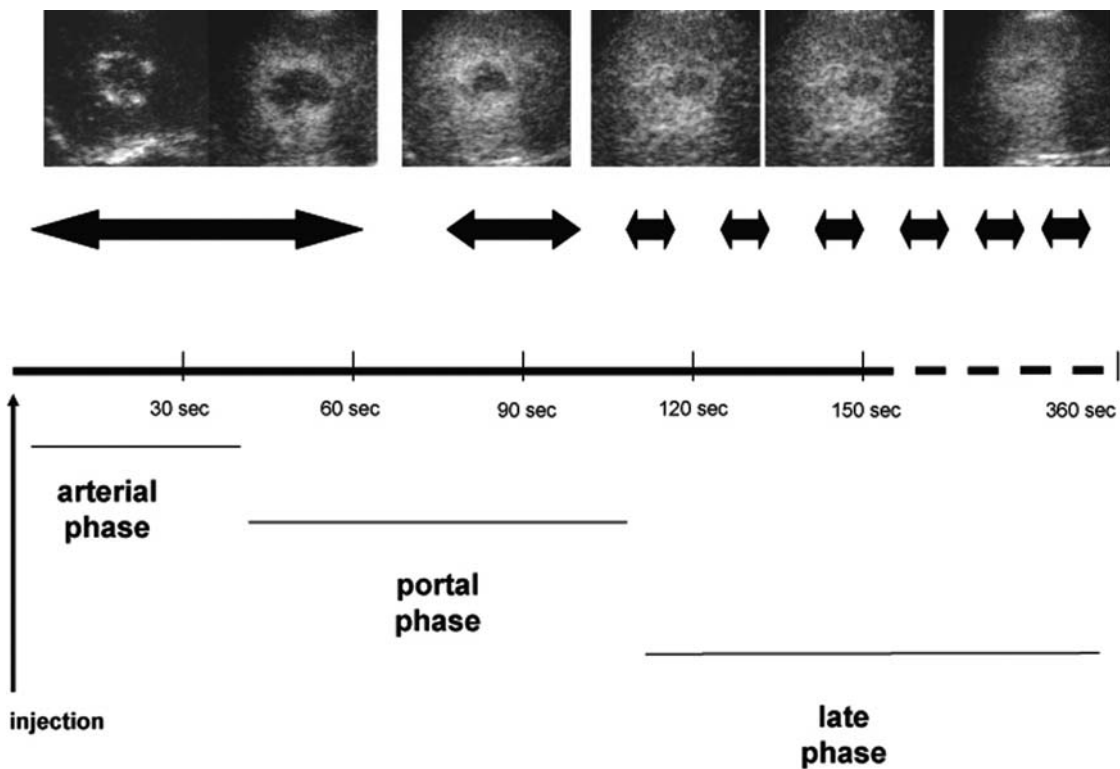 30 sec
60 sec
90 sec
120 sec
150 sec
360 sec
arterial
phase
portal
phase
late
phase
injection